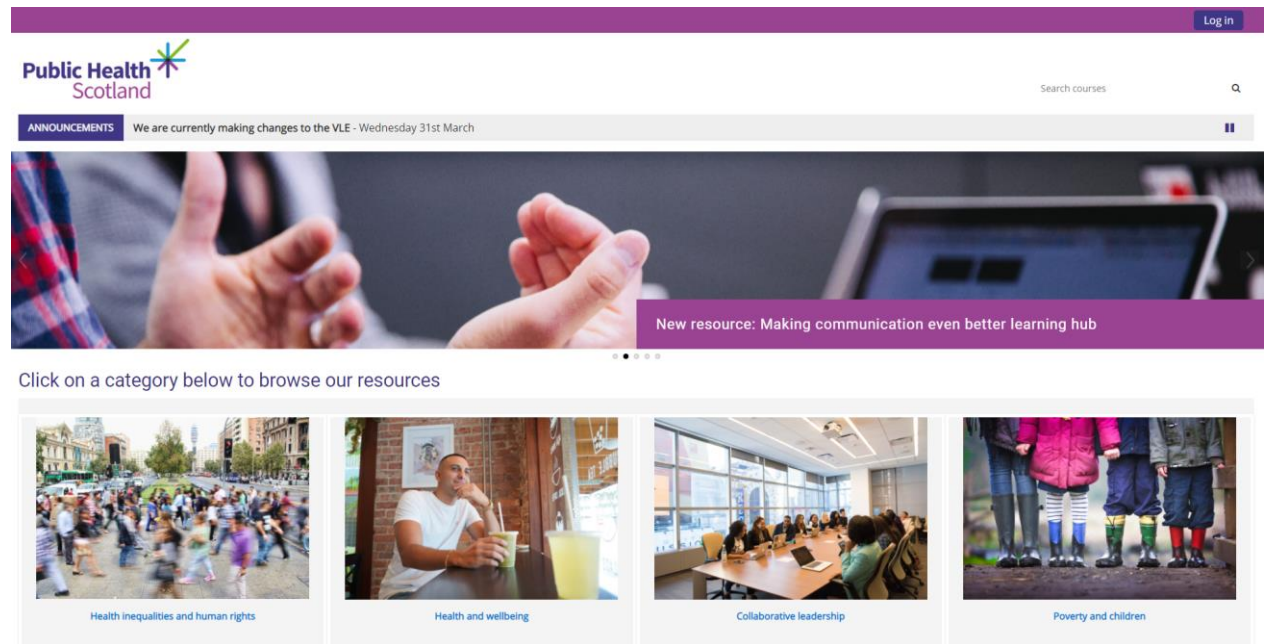 Log in
Public Health
Scotland
Search courses
ANNOUNCEMENTS We are currently making changes to the VLE - Wednesday 31st March
New resource: Making communication even better learning hub
Click on a category below to browse our resources
Health inequalities and human rights
Health and wellbeing
Collaborative leadership
Poverty and children